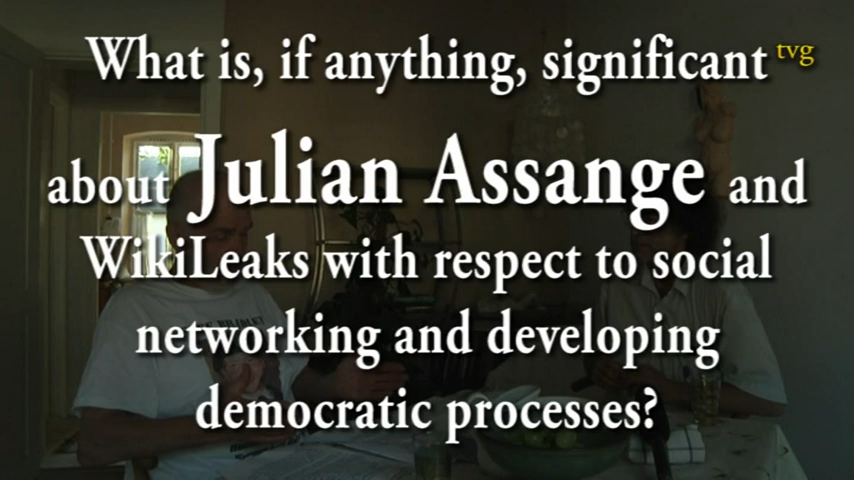 What is, if anything, significant
tvg
about Julian Assange and
WikiLeaks with respect to social
networking and developing
democratic processes?